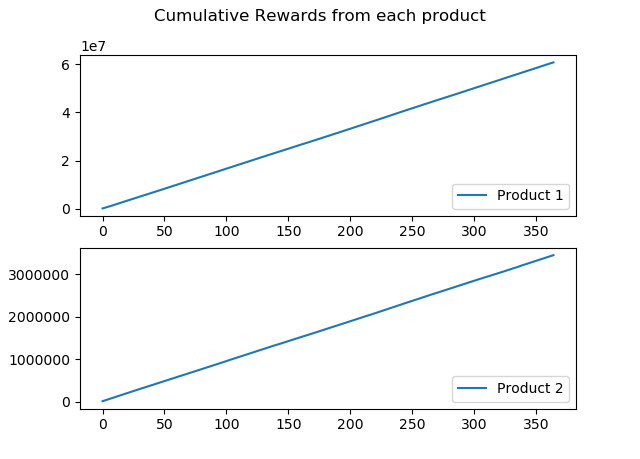 Cumulative Rewards from each product
1e7
6
4
2
0
Product 1
0 50 100 150 200 250 300 350
3000000
2000000
1000000
0
Product 2
0 50 100 150 200 250 300 350